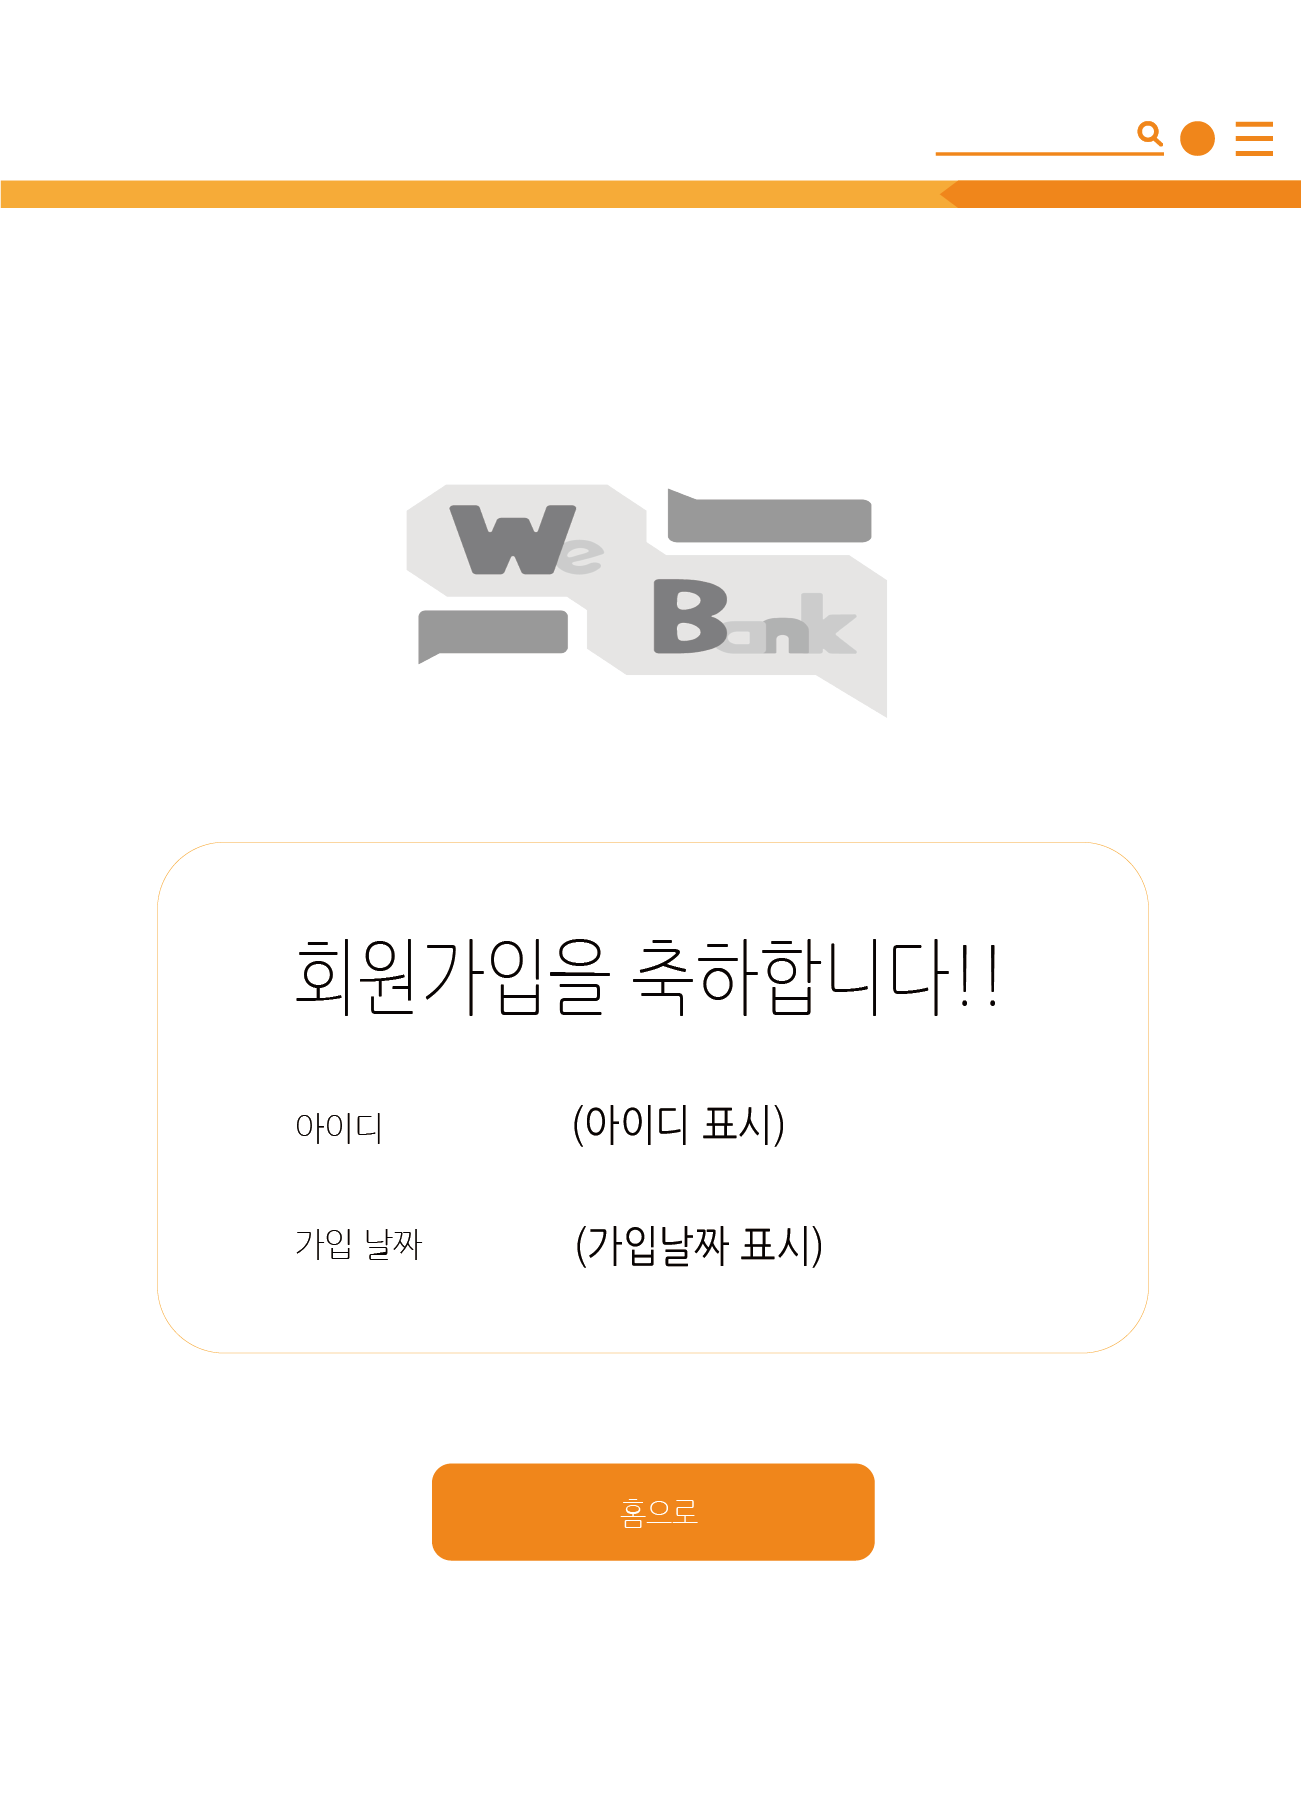 We
Bank
회원가입을 축하합니다!!
아이디 (아이디 표시)
가입 날짜 (가입날짜 표시)
홈으로